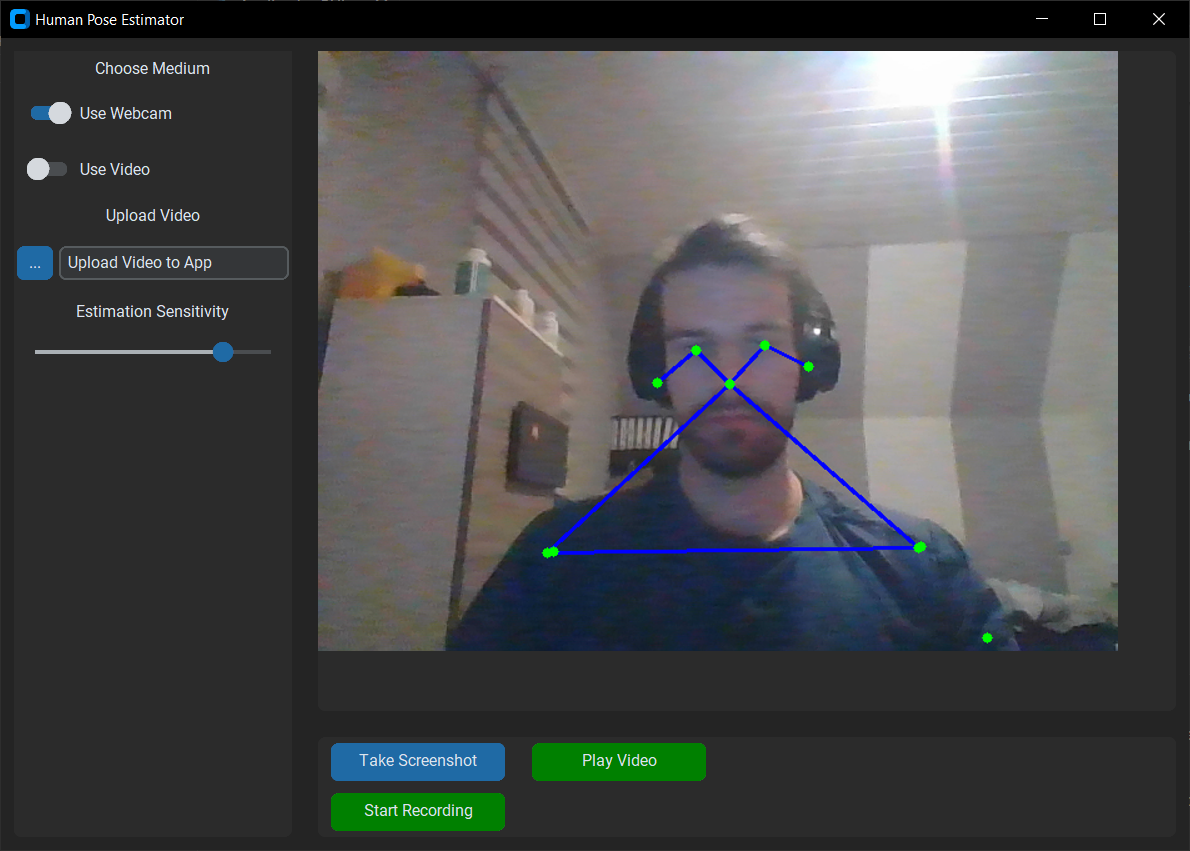 Human Pose Estimator
Choose Medium
Use Webcam
Use Video
Upload Video
... Upload Video to App
Estimation Sensitivity
Take Screenshot
Play Video
Start Recording